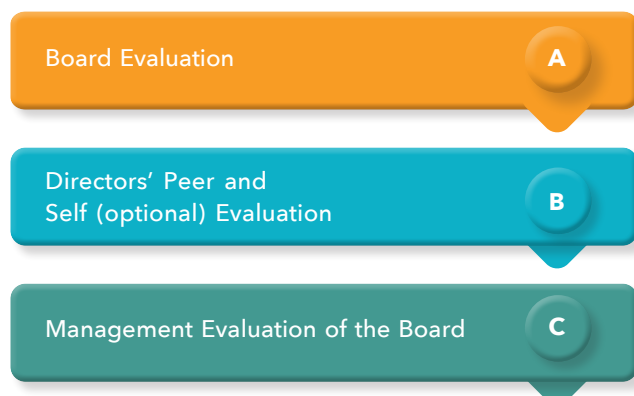 Board Evaluation
A
Directors’ Peer and
Self (optional) Evaluation
B
Management Evaluation of the Board
C